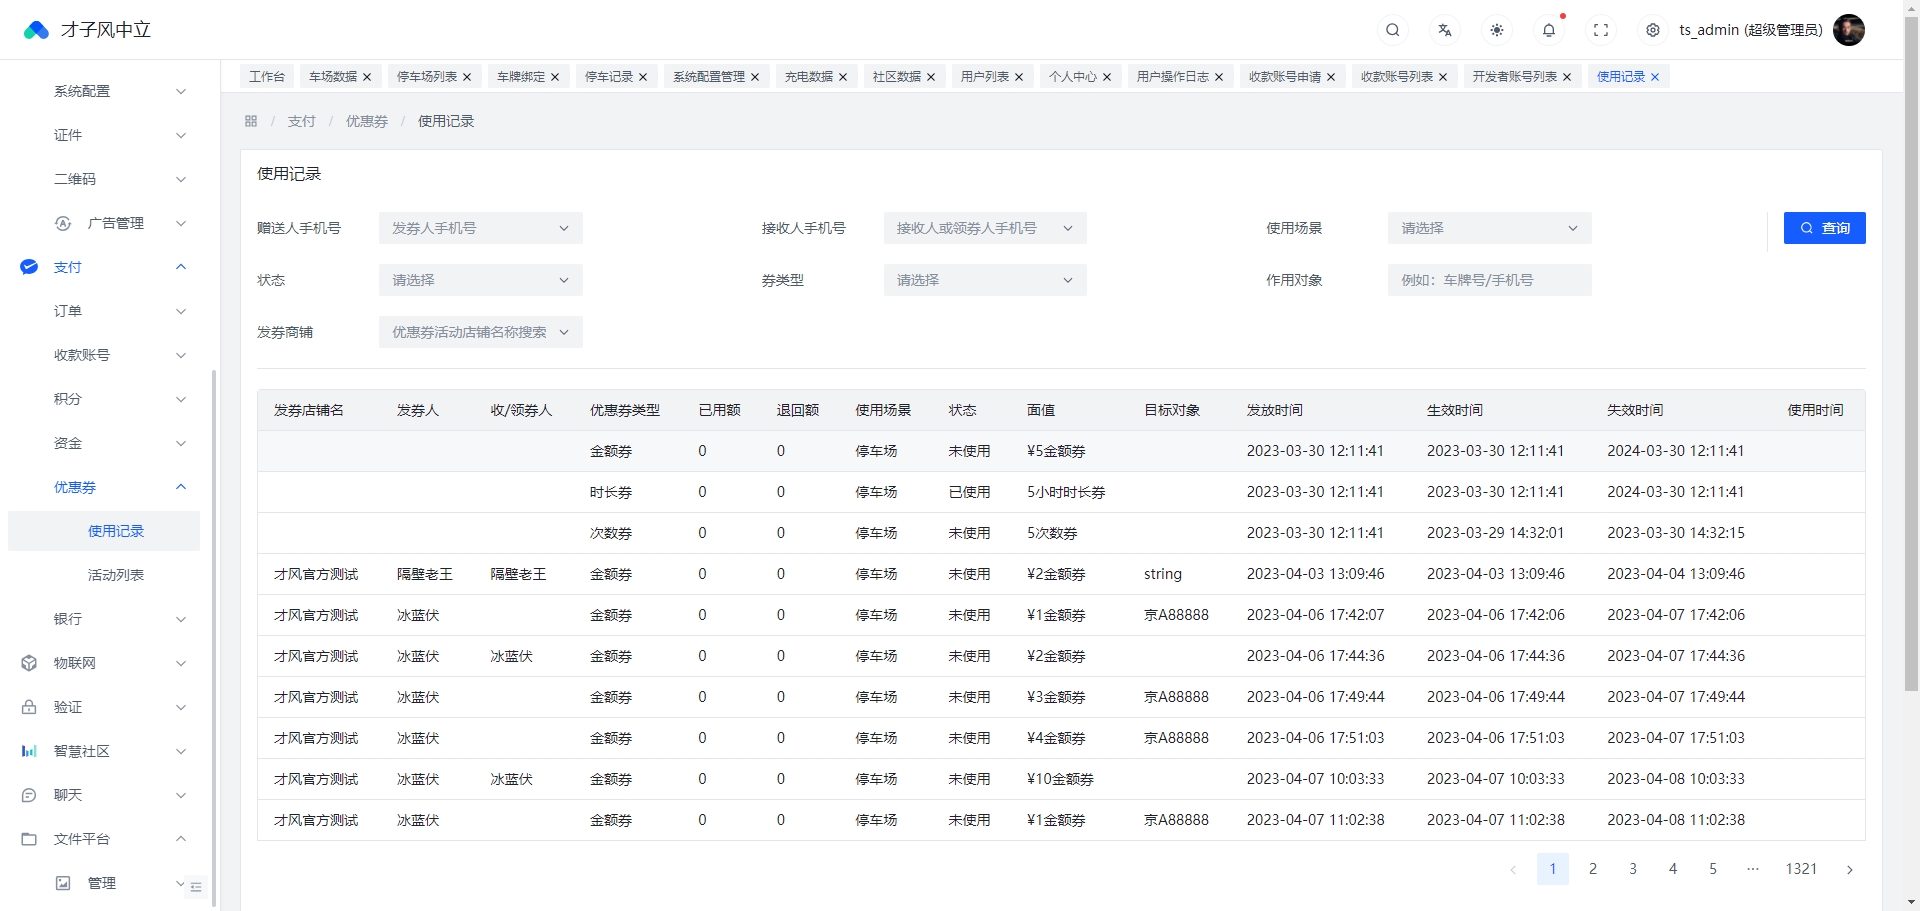 才子风中立
ts_admin (超级管理员)
工作台 车场数据 停车场列表 车牌绑定 停车记录 系统配置管理 充电数据 社区数据 用户列表 个人中心 用户操作日志 收款账号申请 收款账号列表 开发者账号列表 使用记录
系统配置
证件
二维码
广告管理
支付
订单
收款账号
积分
资金
优惠券
使用记录
活动列表
银行
物联网
验证
智慧社区
聊天
文件平台
管理
/ 支付 / 优惠券 / 使用记录
使用记录
赠送人手机号 发券人手机号 接收人手机号 接收人或领券人手机号 使用场景 请选择 查询
状态 请选择 券类型 请选择 作用对象 例如：车牌号/手机号
发券商铺 优惠券活动店铺名称搜索
发券店铺名 发券人 收/领券人 优惠券类型 已用额 退回额 使用场景 状态 面值 目标对象 发放时间 生效时间 失效时间 使用时间
金额券 0 0 停车场 未使用 ¥5金额券 2023-03-30 12:11:41 2023-03-30 12:11:41 2024-03-30 12:11:41
时长券 0 0 停车场 已使用 5小时时长券 2023-03-30 12:11:41 2023-03-30 12:11:41 2024-03-30 12:11:41
次数券 0 0 停车场 未使用 5次数券 2023-03-30 12:11:41 2023-03-29 14:32:01 2023-03-30 14:32:15
才风官方测试 隔壁老王 隔壁老王 金额券 0 0 停车场 未使用 ¥2金额券 string 2023-04-03 13:09:46 2023-04-03 13:09:46 2023-04-04 13:09:46
才风官方测试 冰蓝伏 金额券 0 0 停车场 未使用 ¥1金额券 京A88888 2023-04-06 17:42:07 2023-04-06 17:42:06 2023-04-07 17:42:06
才风官方测试 冰蓝伏 冰蓝伏 金额券 0 0 停车场 未使用 ¥2金额券 2023-04-06 17:44:36 2023-04-06 17:44:36 2023-04-07 17:44:36
才风官方测试 冰蓝伏 金额券 0 0 停车场 未使用 ¥3金额券 京A88888 2023-04-06 17:49:44 2023-04-06 17:49:44 2023-04-07 17:49:44
才风官方测试 冰蓝伏 金额券 0 0 停车场 未使用 ¥4金额券 京A88888 2023-04-06 17:51:03 2023-04-06 17:51:03 2023-04-07 17:51:03
才风官方测试 冰蓝伏 冰蓝伏 金额券 0 0 停车场 未使用 ¥10金额券 2023-04-07 10:03:33 2023-04-07 10:03:33 2023-04-08 10:03:33
才风官方测试 冰蓝伏 金额券 0 0 停车场 未使用 ¥1金额券 京A88888 2023-04-07 11:02:38 2023-04-07 11:02:38 2023-04-08 11:02:38
1 2 3 4 5 ··· 1321